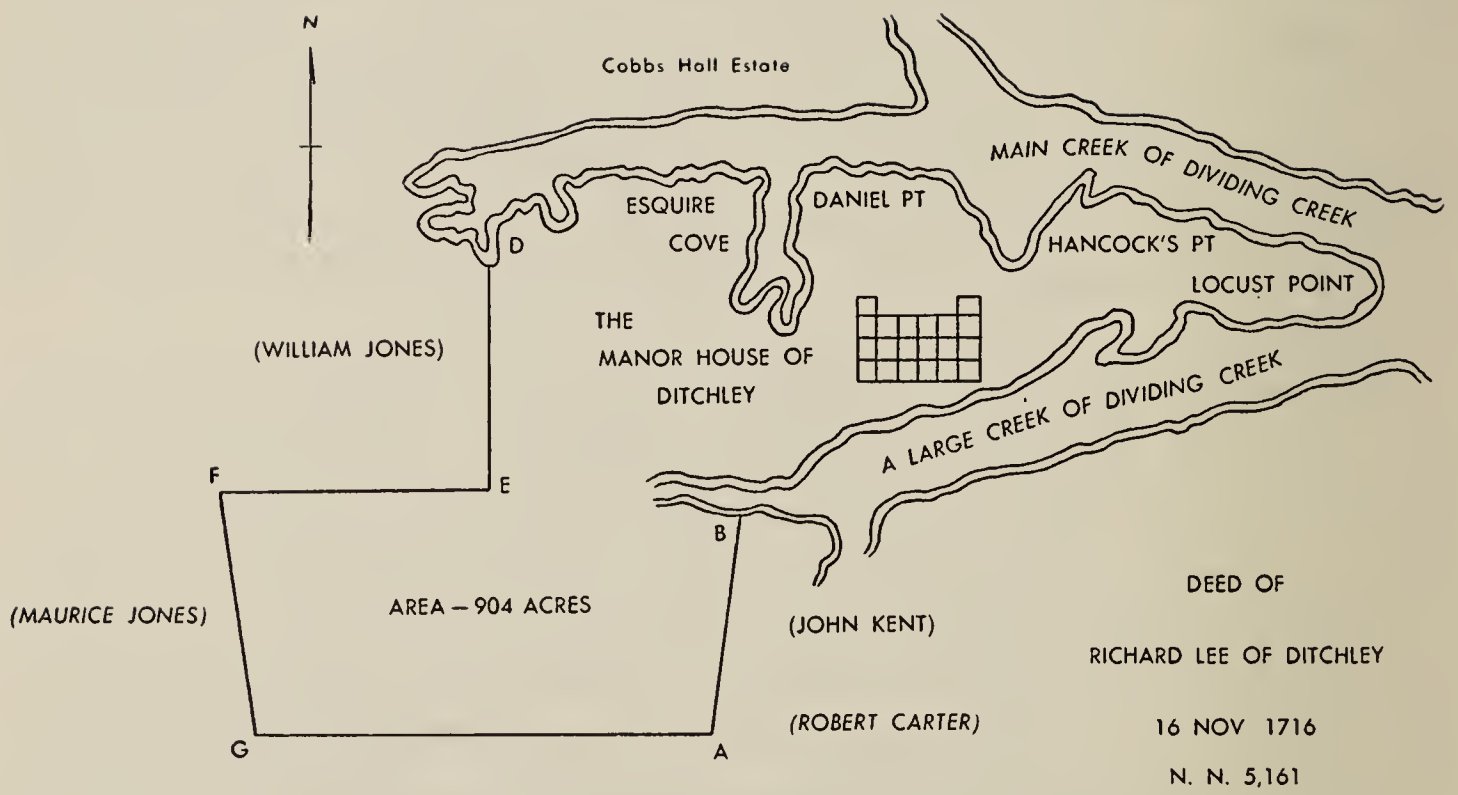 N
Cobbs Hall Estate
MAIN CREEK OF DIVIDING CREEK
ESQUIRE
COVE
DANIEL PT
HANCOCK'S PT
LOCUST POINT
D
THE
MANOR HOUSE OF
DITCHLEY
(WILLIAM JONES)
A LARGE CREEK OF DIVIDING CREEK
F
E
B
(MAURICE JONES)
AREA — 904 ACRES
(JOHN KENT)
(ROBERT CARTER)
G
A
DEED OF
RICHARD LEE OF DITCHLEY
16 NOV 1716
N. N. 5,161